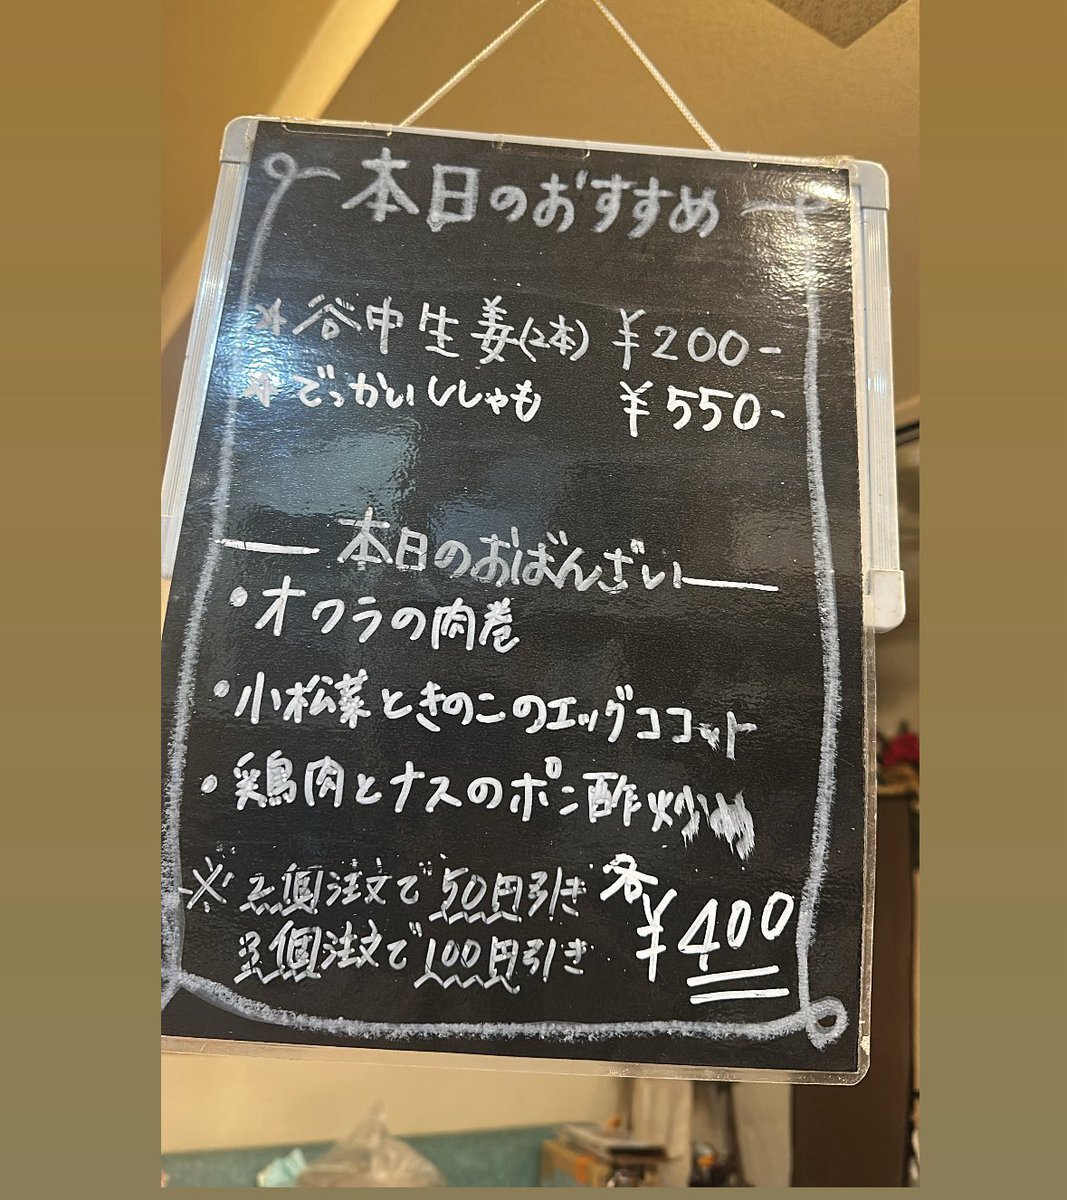 本日のおすすめ
☆谷中生姜(2本) ¥200-
☆でっかいししゃも ¥550-
本日のおばんざい
・オクラの肉巻
・小松菜ときのこのエッグココット
・鶏肉とナスのポン酢炒め
※2個注文で50円引き 各¥400
3個注文で100円引き